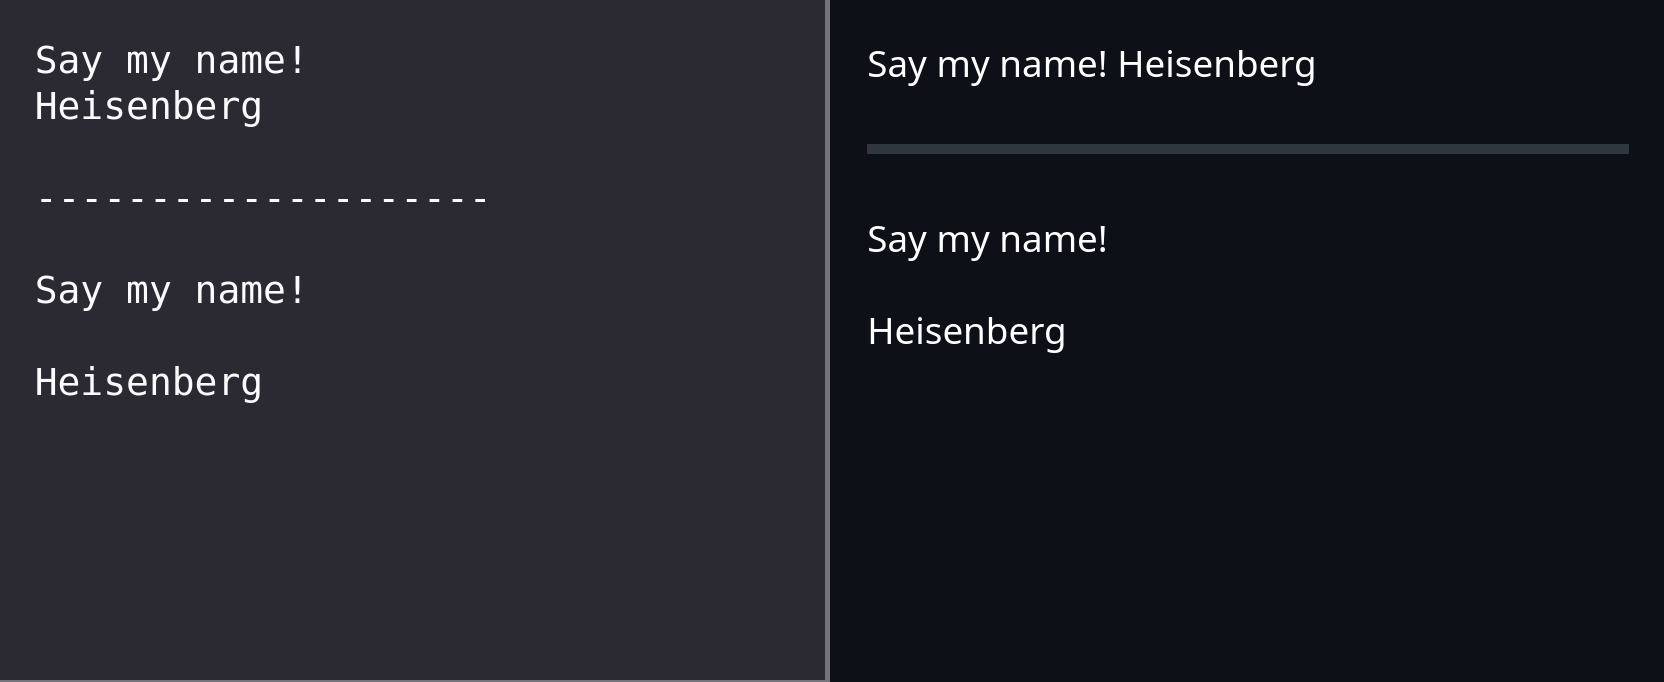 Say my name!
Heisenberg
--------------------
Say my name!
Heisenberg
Say my name! Heisenberg
Say my name!
Heisenberg